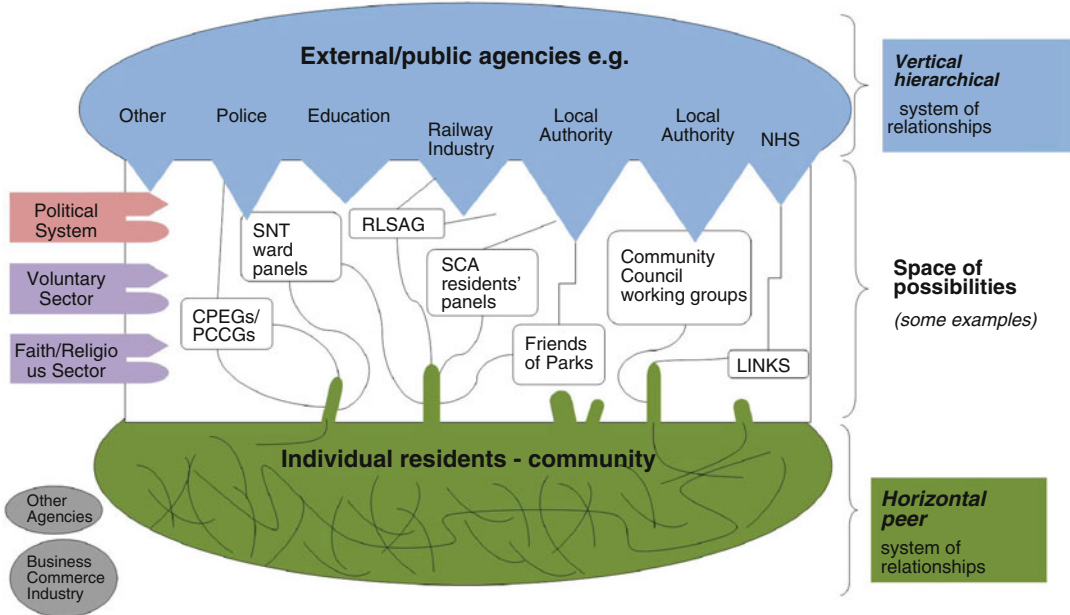 External/public agencies e.g.
Other
Police
Education
Railway
Industry
Local
Authority
Local
Authority
NHS
Vertical
hierarchical
system of
relationships
Political
System
Voluntary
Sector
Faith/Religio
us Sector
SNT
ward
panels
RLSAG
CPEGs/
PCCGs
SCA
residents'
panels
Friends
of Parks
Community
Council
working groups
LINKS
Space of
possibilities
(some examples)
Individual residents - community
Other
Agencies
Business
Commerce
Industry
Horizontal
peer
system of
relationships